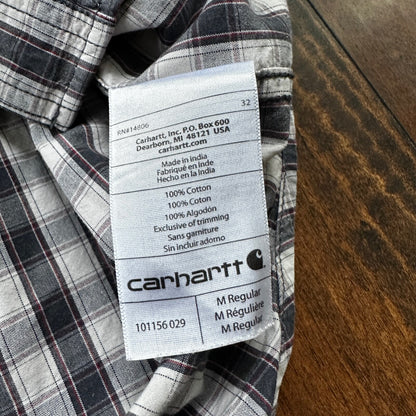 RN#14806
32
Carhartt, Inc. P.O. Box 600
Dearborn, MI 48121 USA
carhartt.com
Made in India
Fabriqué en Inde
Hecho en la India
100% Cotton
100% Coton
100% Algodón
Exclusive of trimming
Sans garniture
Sin incluir adorno
carhartt
101156 029
M Regular
M Régulière
M Regular